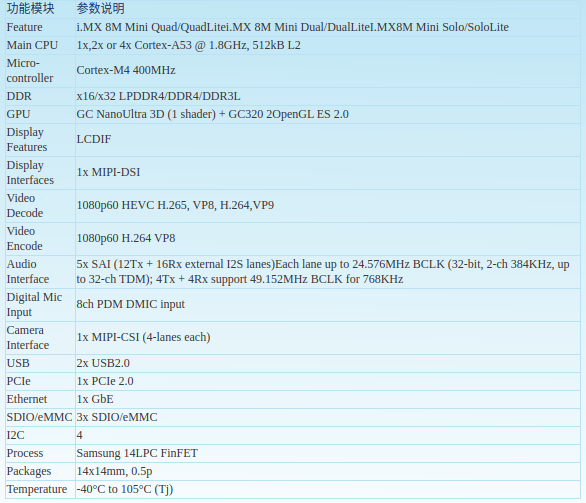 功能模块 参数说明
Feature i.MX 8M Mini Quad/QuadLitei.MX 8M Mini Dual/DualLiteI.MX8M Mini Solo/SoloLite
Main CPU 1x,2x or 4x Cortex-A53 @ 1.8GHz, 512kB L2
Micro-
controller Cortex-M4 400MHz
DDR x16/x32 LPDDR4/DDR4/DDR3L
GPU GC NanoUltra 3D (1 shader) + GC320 2OpenGL ES 2.0
Display
Features LCDIF
Display
Interfaces 1x MIPI-DSI
Video
Decode 1080p60 HEVC H.265, VP8, H.264,VP9
Video
Encode 1080p60 H.264 VP8
Audio
Interface 5x SAI (12Tx + 16Rx external I2S lanes)Each lane up to 24.576MHz BCLK (32-bit, 2-ch 384KHz, up
to 32-ch TDM); 4Tx + 4Rx support 49.152MHz BCLK for 768KHz
Digital Mic
Input 8ch PDM DMIC input
Camera
Interface 1x MIPI-CSI (4-lanes each)
USB 2x USB2.0
PCIe 1x PCIe 2.0
Ethernet 1x GbE
SDIO/eMMC 3x SDIO/eMMC
I2C 4
Process Samsung 14LPC FinFET
Packages 14x14mm, 0.5p
Temperature -40°C to 105°C (Tj)